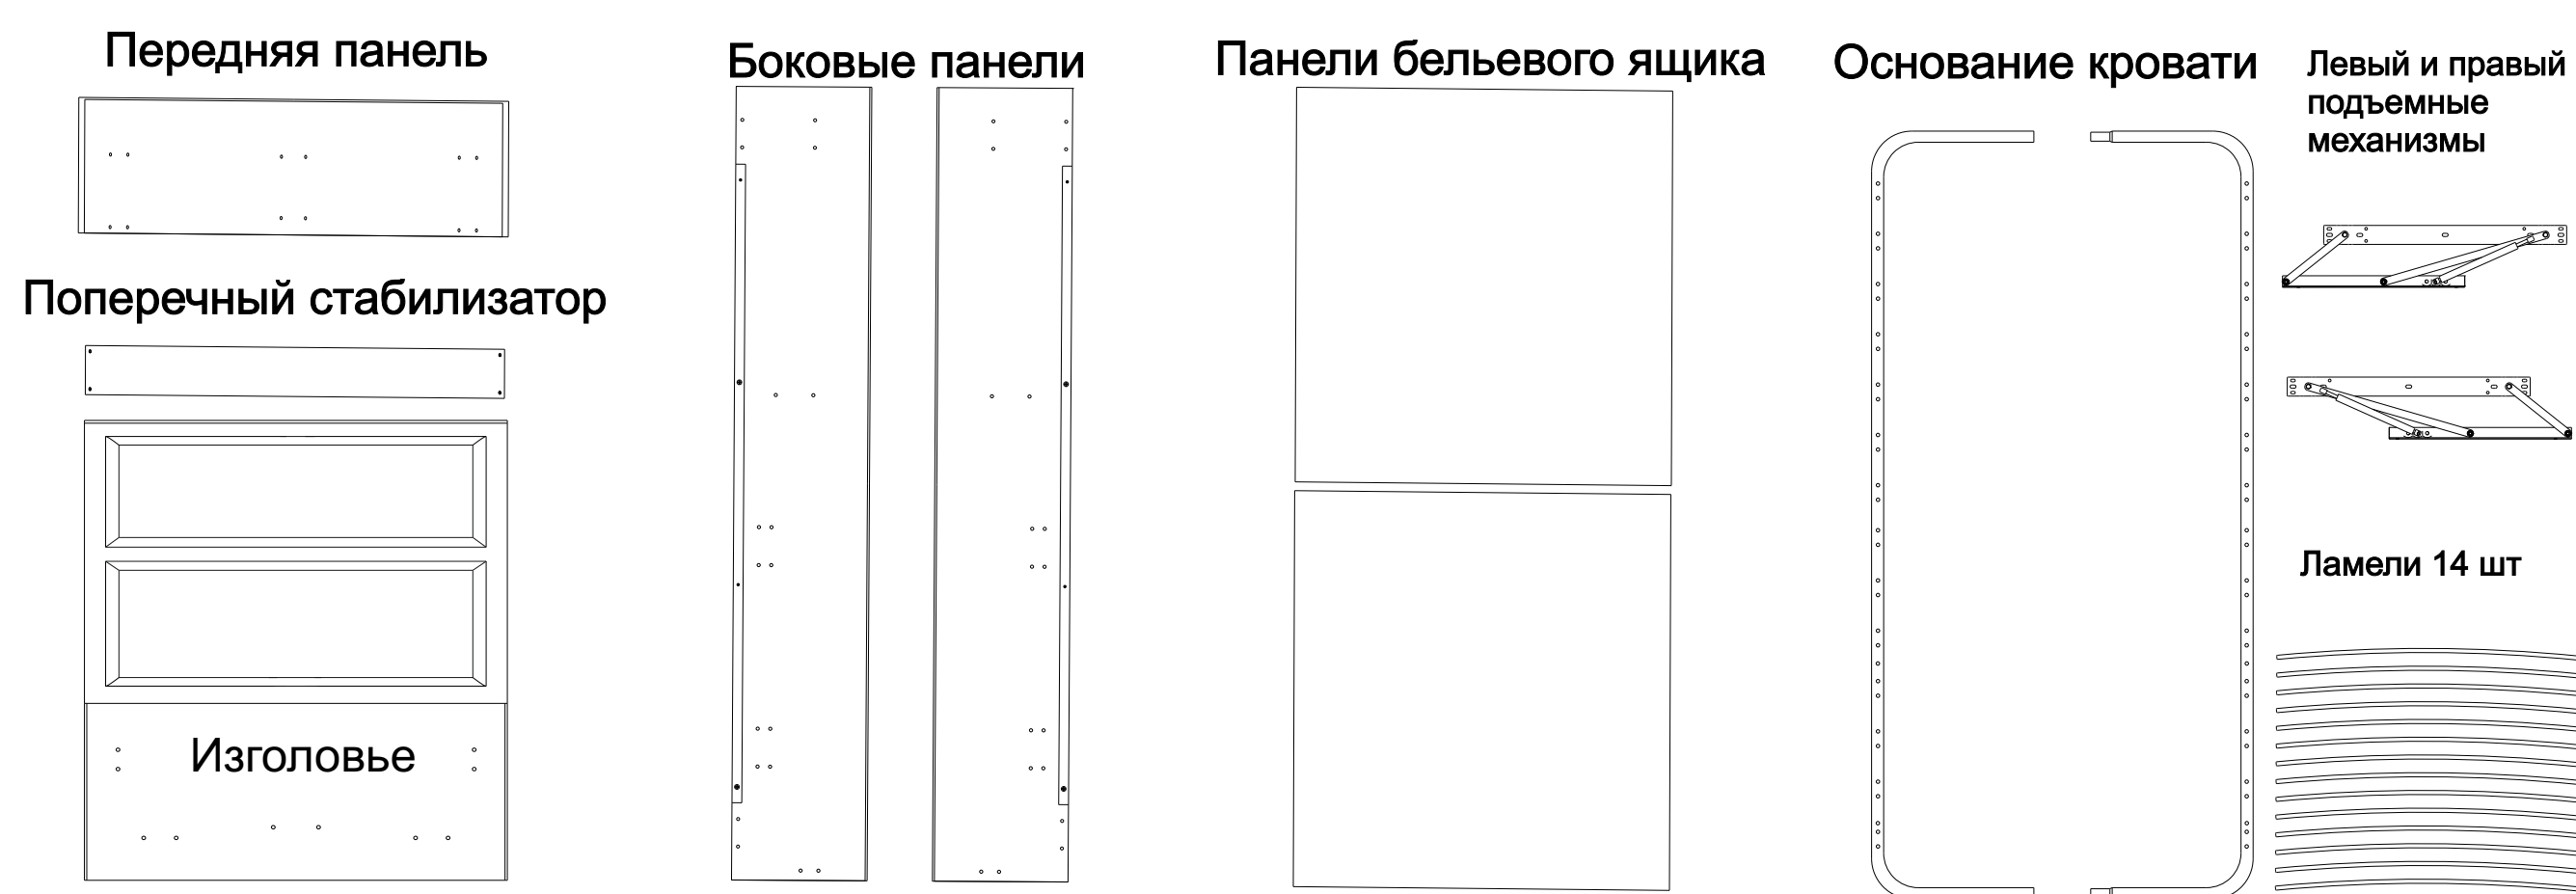 Передняя панель
Поперечный стабилизатор
Изголовье
Боковые панели
Панели бельевого ящика
Основание кровати
Левый и правый
подъемные
механизмы
Ламели 14 шт